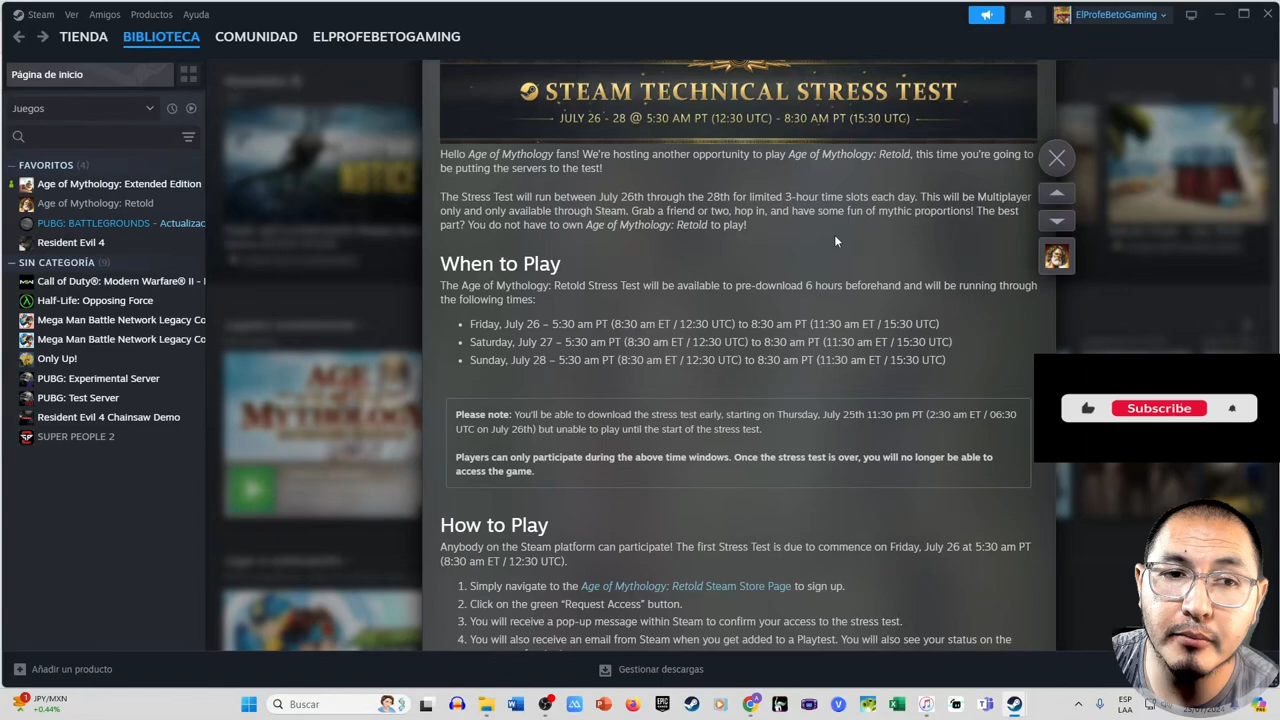 Steam Ver Amigos Productos Ayuda
ElProfeBetoGaming
TIENDA BIBLIOTECA COMUNIDAD ELPROFEBETOGAMING
Página de inicio
Juegos
FAVORITOS (4)
Age of Mythology: Extended Edition
Age of Mythology: Retold
PUBG: BATTLEGROUNDS - Actualizac
Resident Evil 4
SIN CATEGORÍA (9)
Call of Duty®: Modern Warfare® II -
Half-Life: Opposing Force
Mega Man Battle Network Legacy Co
Mega Man Battle Network Legacy Co
Only Up!
PUBG: Experimental Server
PUBG: Test Server
Resident Evil 4 Chainsaw Demo
SUPER PEOPLE 2
STEAM TECHNICAL STRESS TEST
JULY 26 - 28 @ 5:30 AM PT (12:30 UTC) - 8:30 AM PT (15:30 UTC)
Hello Age of Mythology fans! We're hosting another opportunity to play Age of Mythology: Retold, this time you're going to
be putting the servers to the test!
The Stress Test will run between July 26th through the 28th for limited 3-hour time slots each day. This will be Multiplayer
only and only available through Steam. Grab a friend or two, hop in, and have some fun of mythic proportions! The best
part? You do not have to own Age of Mythology: Retold to play!
When to Play
The Age of Mythology: Retold Stress Test will be available to pre-download 6 hours beforehand and will be running through
the following times:
• Friday, July 26 – 5:30 am PT (8:30 am ET / 12:30 UTC) to 8:30 am PT (11:30 am ET / 15:30 UTC)
• Saturday, July 27 – 5:30 am PT (8:30 am ET / 12:30 UTC) to 8:30 am PT (11:30 am ET / 15:30 UTC)
• Sunday, July 28 – 5:30 am PT (8:30 am ET / 12:30 UTC) to 8:30 am PT (11:30 am ET / 15:30 UTC)
Please note: You'll be able to download the stress test early, starting on Thursday, July 25th 11:30 pm PT (2:30 am ET / 06:30
UTC on July 26th) but unable to play until the start of the stress test.
Players can only participate during the above time windows. Once the stress test is over, you will no longer be able to
access the game.
How to Play
Anybody on the Steam platform can participate! The first Stress Test is due to commence on Friday, July 26 at 5:30 am PT
(8:30 am ET / 12:30 UTC).
1. Simply navigate to the Age of Mythology: Retold Steam Store Page to sign up.
2. Click on the green “Request Access” button.
3. You will receive a pop-up message within Steam to confirm your access to the stress test.
4. You will also receive an email from Steam when you get added to a Playtest. You will also see your status on the
Subscribe
Añadir un producto
Gestionar descargas
JPY/MXN
+0.44%
Buscar
ESP
LAA